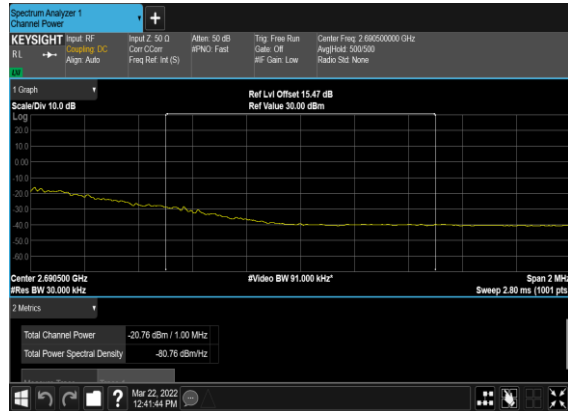 Spectrum Analyzer 1
Channel Power
+
KEYSIGHT Input: RF Input Z: 50 Ω Atten: 50 dB Trig: Free Run Center Freq: 2.690500000 GHz
RL Coupling: DC Corr CCorr #PNO: Fast Gate: Off Avg|Hold: 500/500
Align: Auto Freq Ref: Int (S) #IF Gain: Low Radio Std: None
1 Graph
Ref Lvl Offset 15.47 dB
Scale/Div 10.0 dB Ref Value 30.00 dBm
Log
20.0
10.0
0.00
-10.0
-20.0
-30.0
-40.0
-50.0
-60.0
Center 2.690500 GHz #Video BW 91.000 kHz* Span 2 MHz
#Res BW 30.000 kHz Sweep 2.80 ms (1001 pts
2 Metrics
Total Channel Power -20.76 dBm / 1.00 MHz
Total Power Spectral Density -80.76 dBm/Hz
? Mar 22, 2022
12:41:44 PM